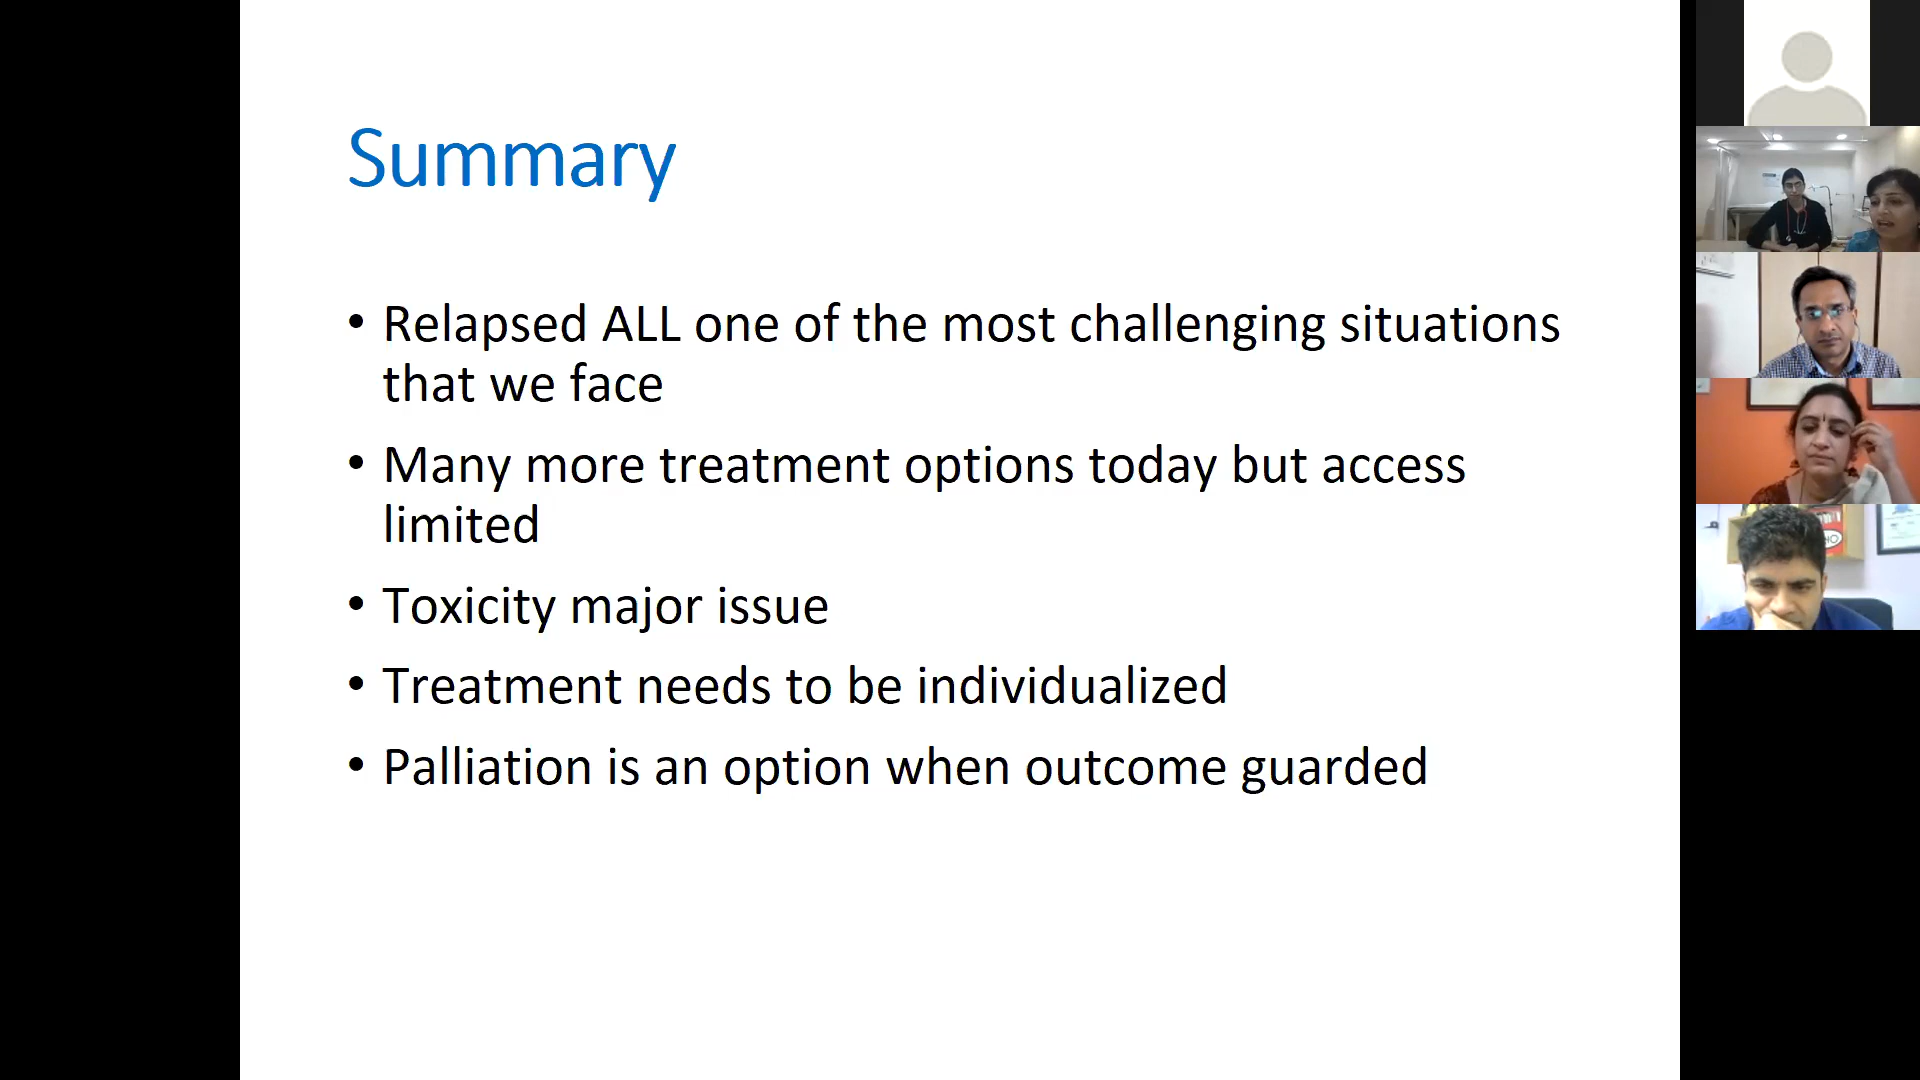 Summary
• Relapsed ALL one of the most challenging situations
that we face
• Many more treatment options today but access
limited
• Toxicity major issue
• Treatment needs to be individualized
• Palliation is an option when outcome guarded